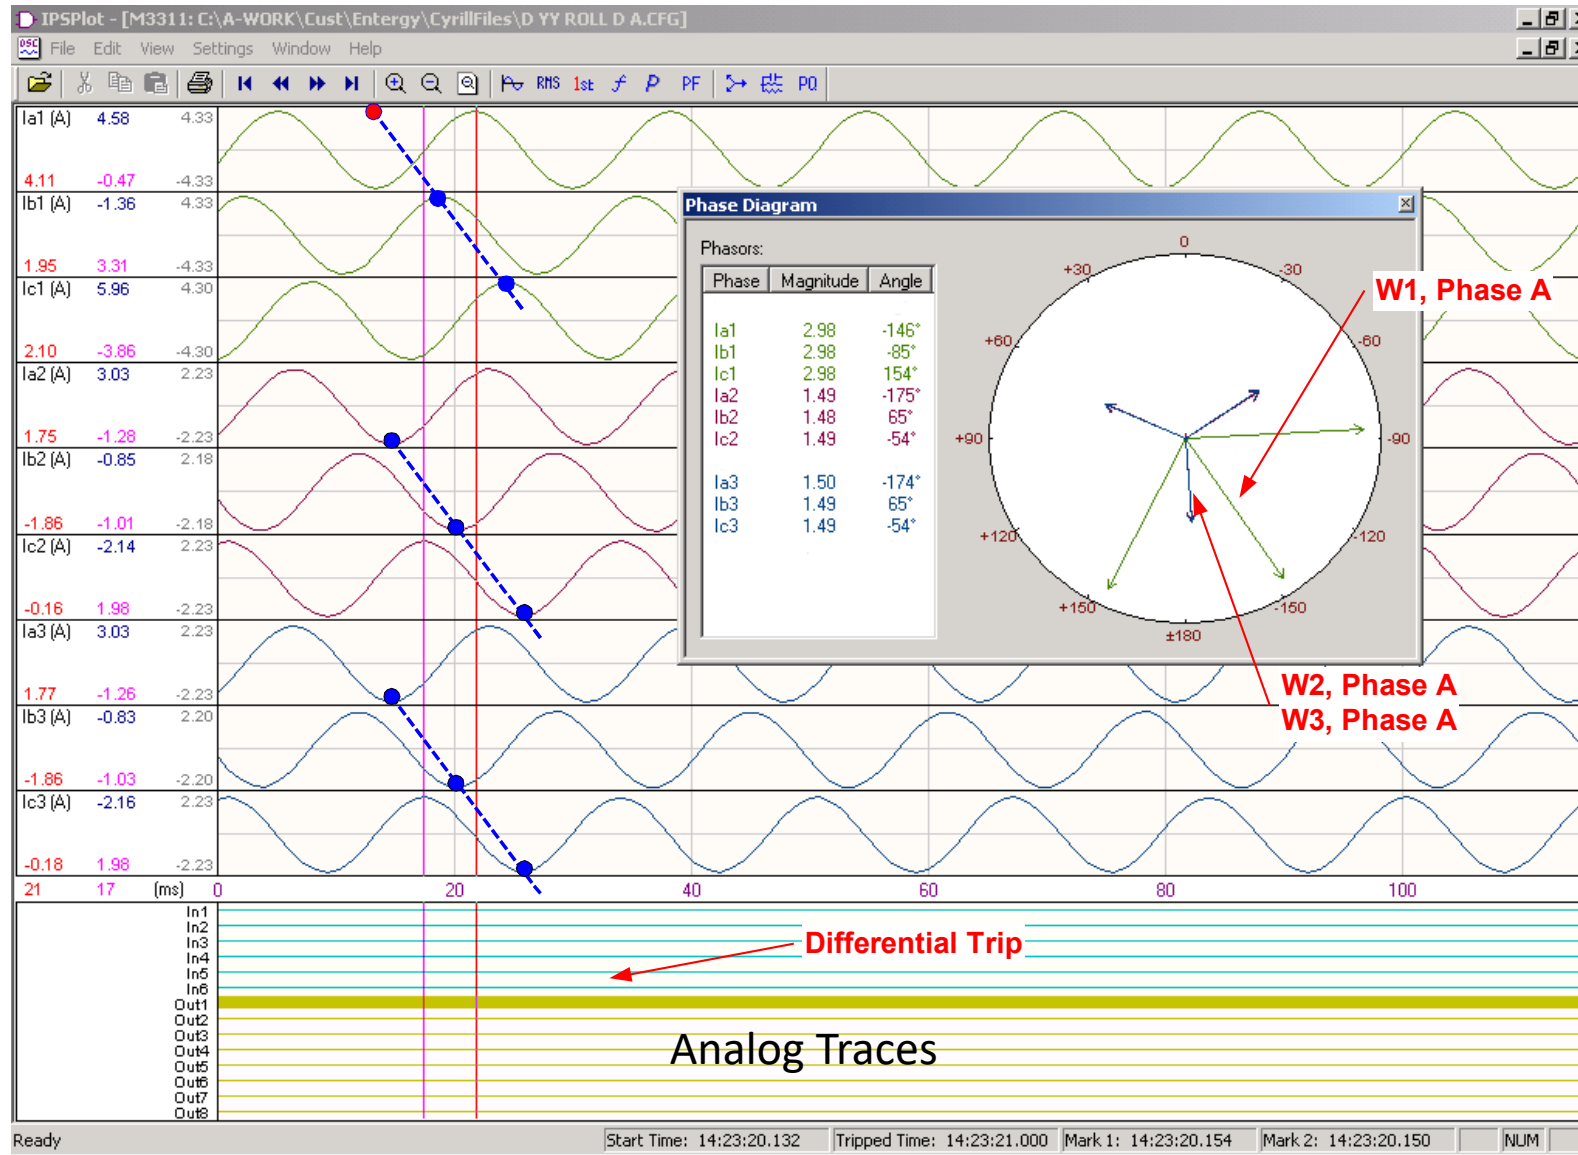 IPSPlot - [M3311: C:\A-WORK\Cust\Entergy\CyrillFiles\D YY ROLL D A.CFG]
OSC File Edit View Settings Window Help
RMS 1st f P PF PQ
Ia1 (A) 4.58 4.33
4.11 -0.47 -4.33
Ib1 (A) -1.36 4.33
1.95 3.31 -4.33
Ic1 (A) 5.96 4.30
2.10 -3.86 -4.30
Ia2 (A) 3.03 2.23
1.75 -1.28 -2.23
Ib2 (A) -0.85 2.18
-1.86 -1.01 -2.18
Ic2 (A) -2.14 2.23
-0.16 1.98 -2.23
Ia3 (A) 3.03 2.23
1.77 -1.26 -2.23
Ib3 (A) -0.83 2.20
-1.86 -1.03 -2.20
Ic3 (A) -2.16 2.23
-0.18 1.98 -2.23
21 17 (ms) 0 20 40 60 80 100
Phase Diagram
Phasors:
Phase Magnitude Angle
Ia1 2.98 -146°
Ib1 2.98 -85°
Ic1 2.98 154°
Ia2 1.49 -175°
Ib2 1.48 65°
Ic2 1.49 -54°
Ia3 1.50 -174°
Ib3 1.49 65°
Ic3 1.49 -54°
0
+30 -30
+60 -60
+90 -90
+120 -120
+150 -150
±180
W1, Phase A
W2, Phase A
W3, Phase A
In1
In2
In3
In4
In5
In6
Out1
Out2
Out3
Out4
Out5
Out6
Out7
Out8
Differential Trip
Analog Traces
Ready Start Time: 14:23:20.132 Tripped Time: 14:23:21.000 Mark 1: 14:23:20.154 Mark 2: 14:23:20.150 NUM